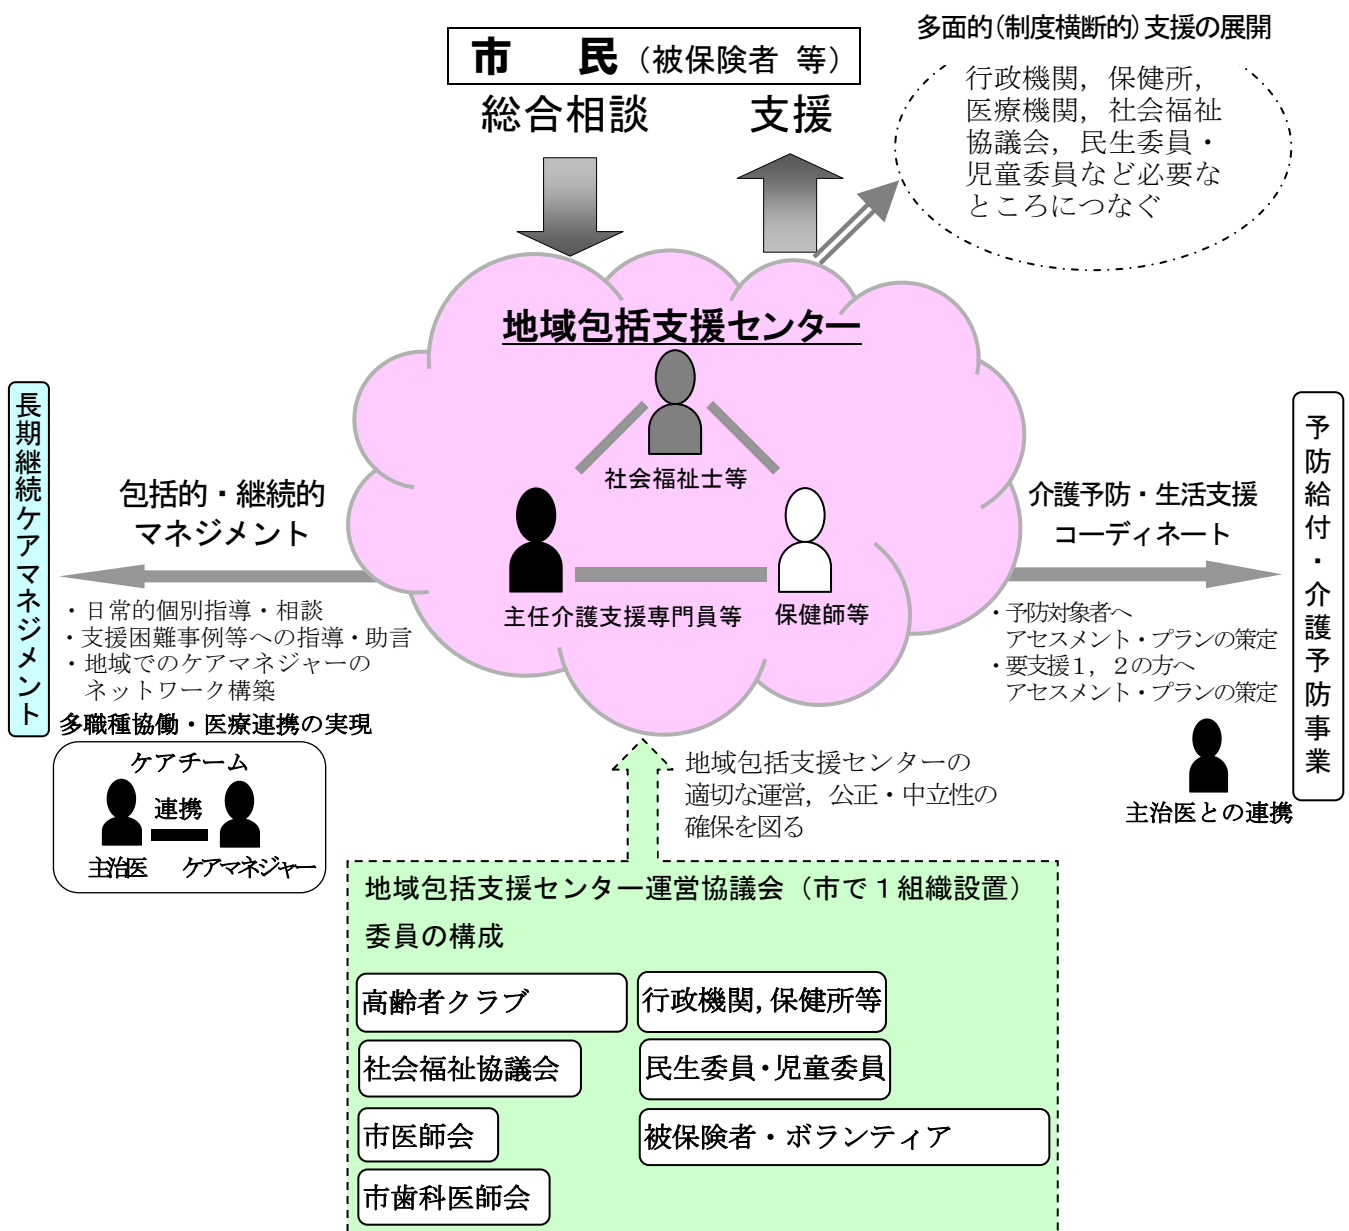 市　民（被保険者 等）
総合相談　支援
多面的（制度横断的）支援の展開
行政機関，保健所，
医療機関，社会福祉
協議会，民生委員・
児童委員など必要な
ところにつなぐ
地域包括支援センター
社会福祉士等
主任介護支援専門員等
保健師等
長期継続ケアマネジメント
包括的・継続的
マネジメント
・日常的個別指導・相談
・支援困難事例等への指導・助言
・地域でのケアマネジャーの
ネットワーク構築
多職種協働・医療連携の実現
ケアチーム
連携
主治医
ケアマネジャー
介護予防・生活支援
コーディネート
・予防対象者へ
アセスメント・プランの策定
・要支援１，２の方へ
アセスメント・プランの策定
主治医との連携
予防給付・介護予防事業
地域包括支援センターの
適切な運営，公正・中立性の
確保を図る
地域包括支援センター運営協議会（市で１組織設置）
委員の構成
高齢者クラブ
行政機関，保健所等
社会福祉協議会
民生委員・児童委員
市医師会
被保険者・ボランティア
市歯科医師会